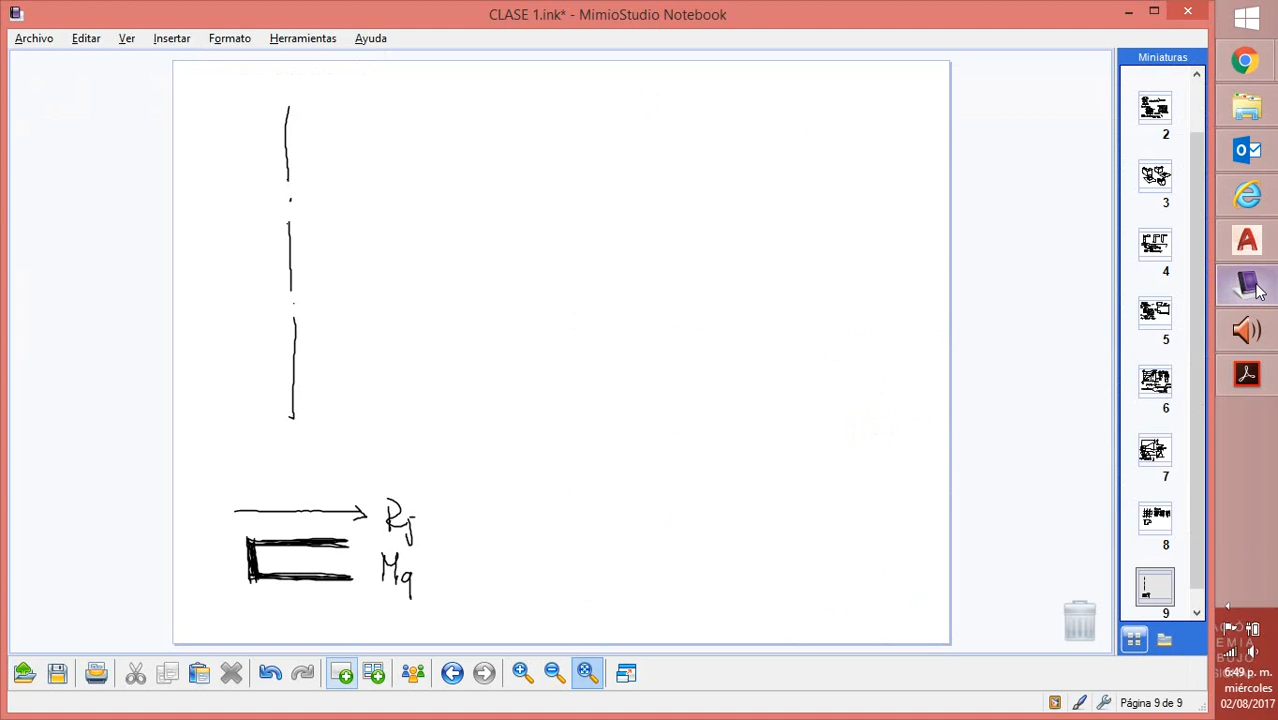 CLASE 1.ink* - MimioStudio Notebook
Archivo Editar Ver Insertar Formato Herramientas Ayuda
Miniaturas
2
3
4
5
6
7
8
9
Rj
Mq
Página 9 de 9
6:49 p. m.
miércoles
02/08/2017